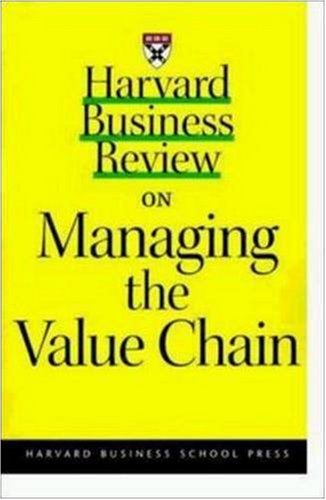 Harvard
Business
Review
ON
Managing
the
Value Chain
HARVARD BUSINESS SCHOOL PRESS